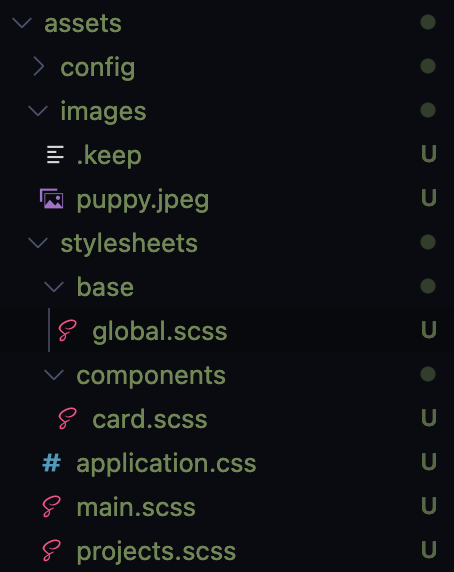 assets
config
images
.keep U
puppy.jpeg U
stylesheets
base
global.scss U
components
card.scss U
# application.css U
main.scss U
projects.scss U